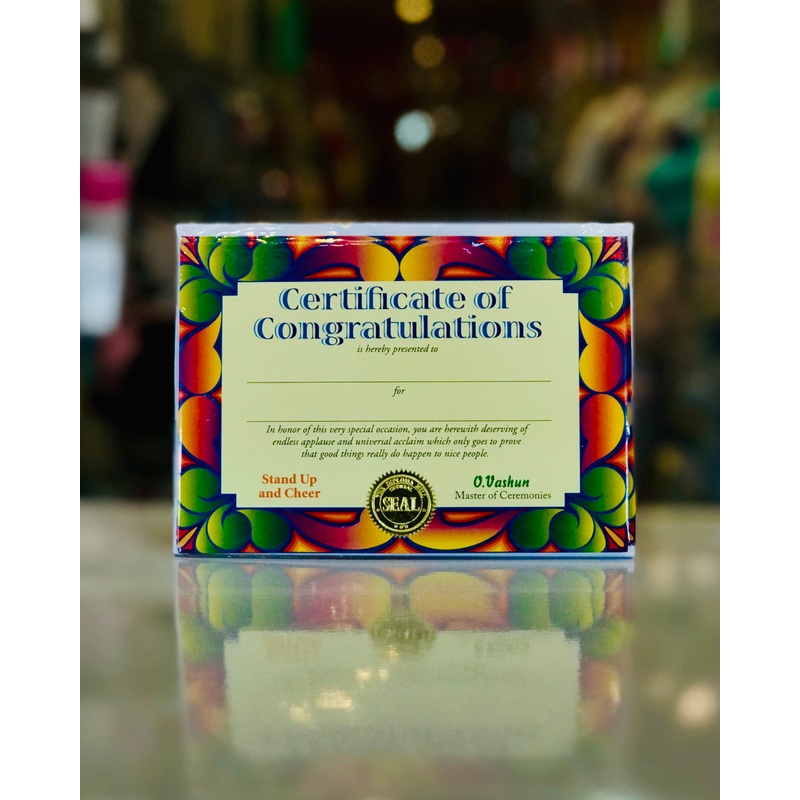 Certificate of
Congratulations
is hereby presented to
for
In honor of this very special occasion, you are herewith deserving of
endless applause and universal acclaim which only goes to prove
that good things really do happen to nice people.
Stand Up
and Cheer
SEAL
O.Vashun
Master of Ceremonies